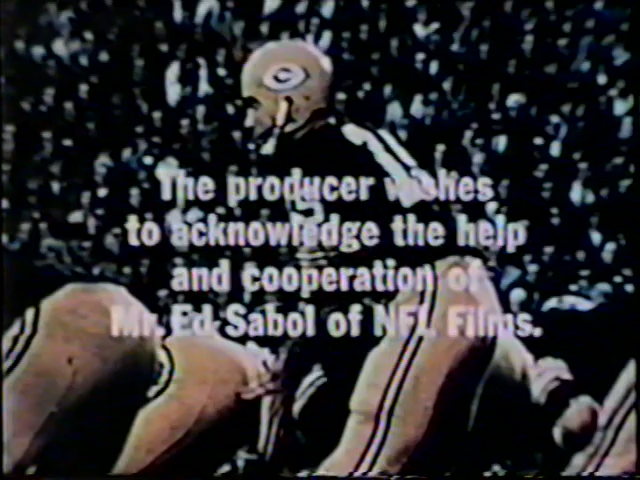 The producer wishes
to acknowledge the help
and cooperation of
Mr. Ed Sabol of NFL Films.